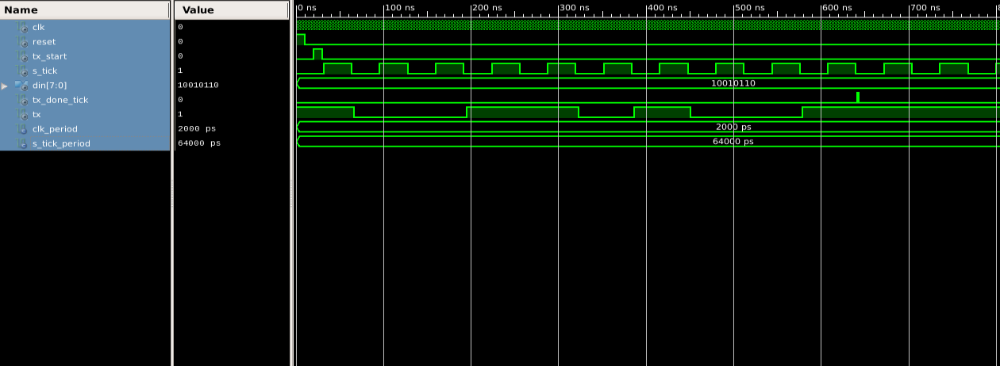 Name Value 0 ns 100 ns 200 ns 300 ns 400 ns 500 ns 600 ns 700 ns
clk 0
reset 0
tx_start 0
s_tick 1
din[7:0] 10010110 10010110
tx_done_tick 0
tx 1
clk_period 2000 ps 2000 ps
s_tick_period 64000 ps 64000 ps